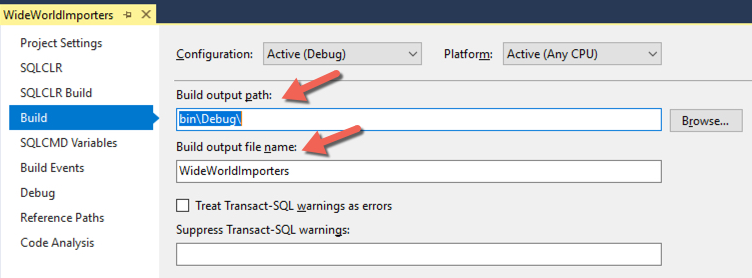 WideWorldImporters
Project Settings
SQLCLR
SQLCLR Build
Build
SQLCMD Variables
Build Events
Debug
Reference Paths
Code Analysis
Configuration: Active (Debug) Platform: Active (Any CPU)
Build output path:
bin\Debug\
Browse...
Build output file name:
WideWorldImporters
Treat Transact-SQL warnings as errors
Suppress Transact-SQL warnings: